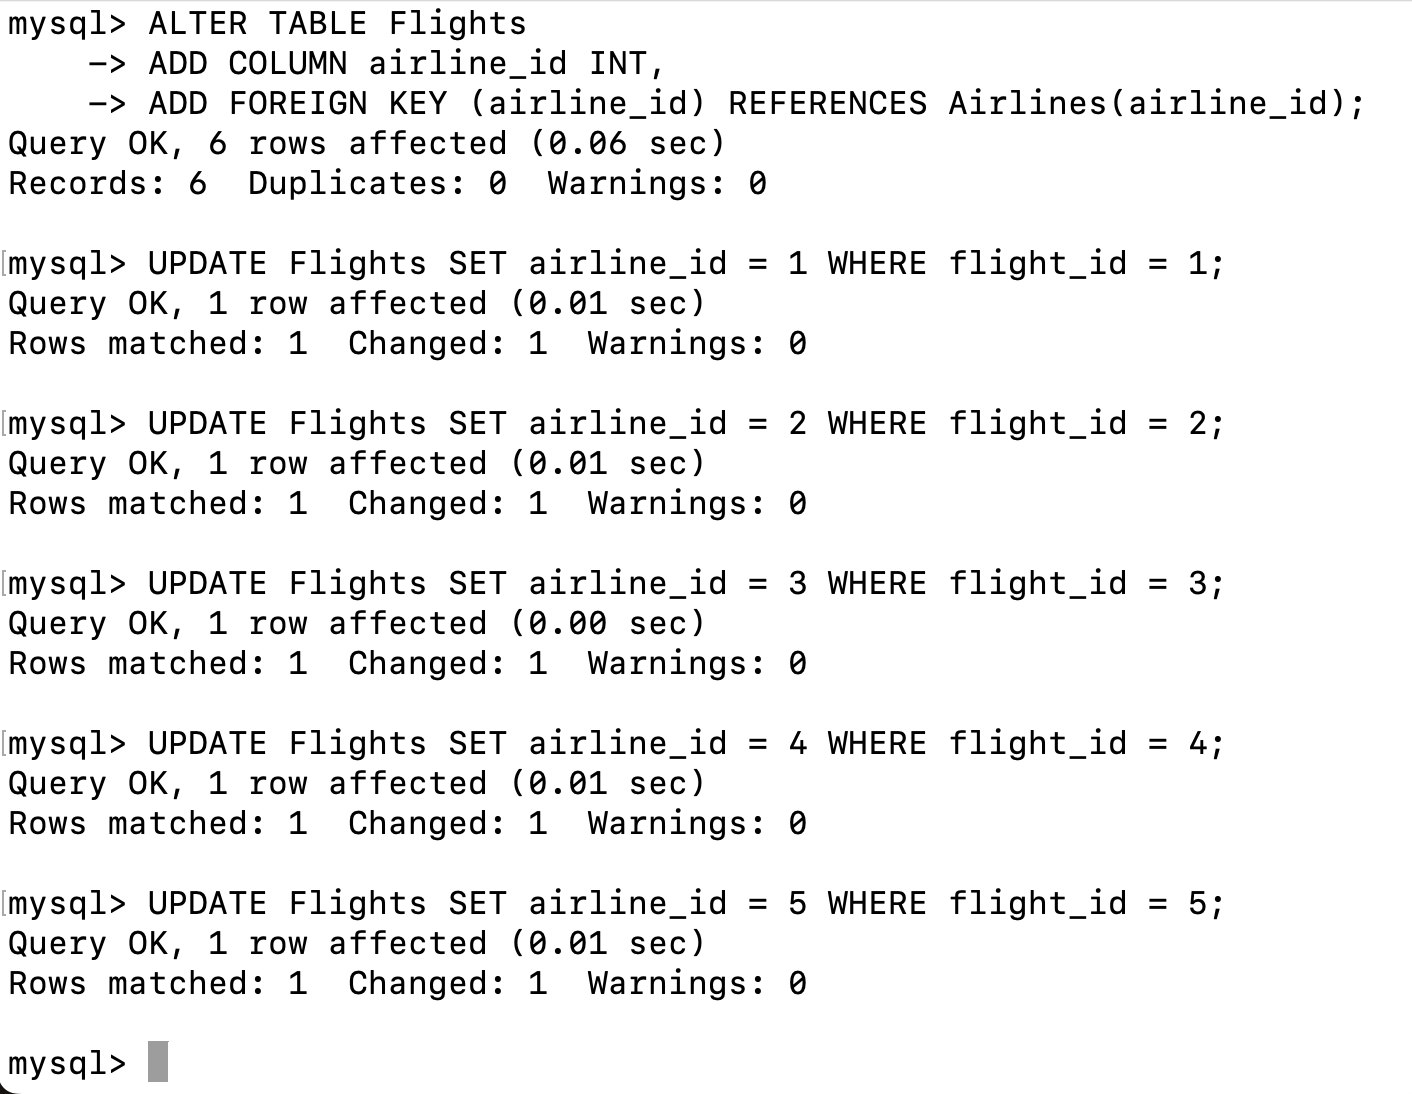 mysql> ALTER TABLE Flights
    -> ADD COLUMN airline_id INT,
    -> ADD FOREIGN KEY (airline_id) REFERENCES Airlines(airline_id);
Query OK, 6 rows affected (0.06 sec)
Records: 6  Duplicates: 0  Warnings: 0

[mysql> UPDATE Flights SET airline_id = 1 WHERE flight_id = 1;
Query OK, 1 row affected (0.01 sec)
Rows matched: 1  Changed: 1  Warnings: 0

[mysql> UPDATE Flights SET airline_id = 2 WHERE flight_id = 2;
Query OK, 1 row affected (0.01 sec)
Rows matched: 1  Changed: 1  Warnings: 0

[mysql> UPDATE Flights SET airline_id = 3 WHERE flight_id = 3;
Query OK, 1 row affected (0.00 sec)
Rows matched: 1  Changed: 1  Warnings: 0

[mysql> UPDATE Flights SET airline_id = 4 WHERE flight_id = 4;
Query OK, 1 row affected (0.01 sec)
Rows matched: 1  Changed: 1  Warnings: 0

[mysql> UPDATE Flights SET airline_id = 5 WHERE flight_id = 5;
Query OK, 1 row affected (0.01 sec)
Rows matched: 1  Changed: 1  Warnings: 0

mysql>